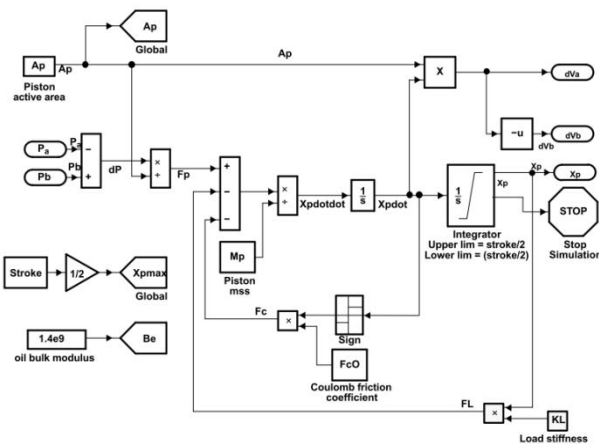 Ap
Global
Ap
Ap
Ap
Piston
active area
X
dVa
−u
dVb
dVb
Pa
Pa
−
Pb
Pb
+
dP
×
÷
Fp
+
−
−
×
÷
Xpdotdot
1
s
Xpdot
1
s
Xp
Xp
Xp
STOP
Integrator
Upper lim = stroke/2
Lower lim = (stroke/2)
Stop
Simulation
Mp
Piston
mss
Stroke
1/2
Xpmax
Global
Fc
×
Sign
1.4e9
oil bulk modulus
Be
FcO
Coulomb friction
coefficient
FL
×
KL
Load stiffness